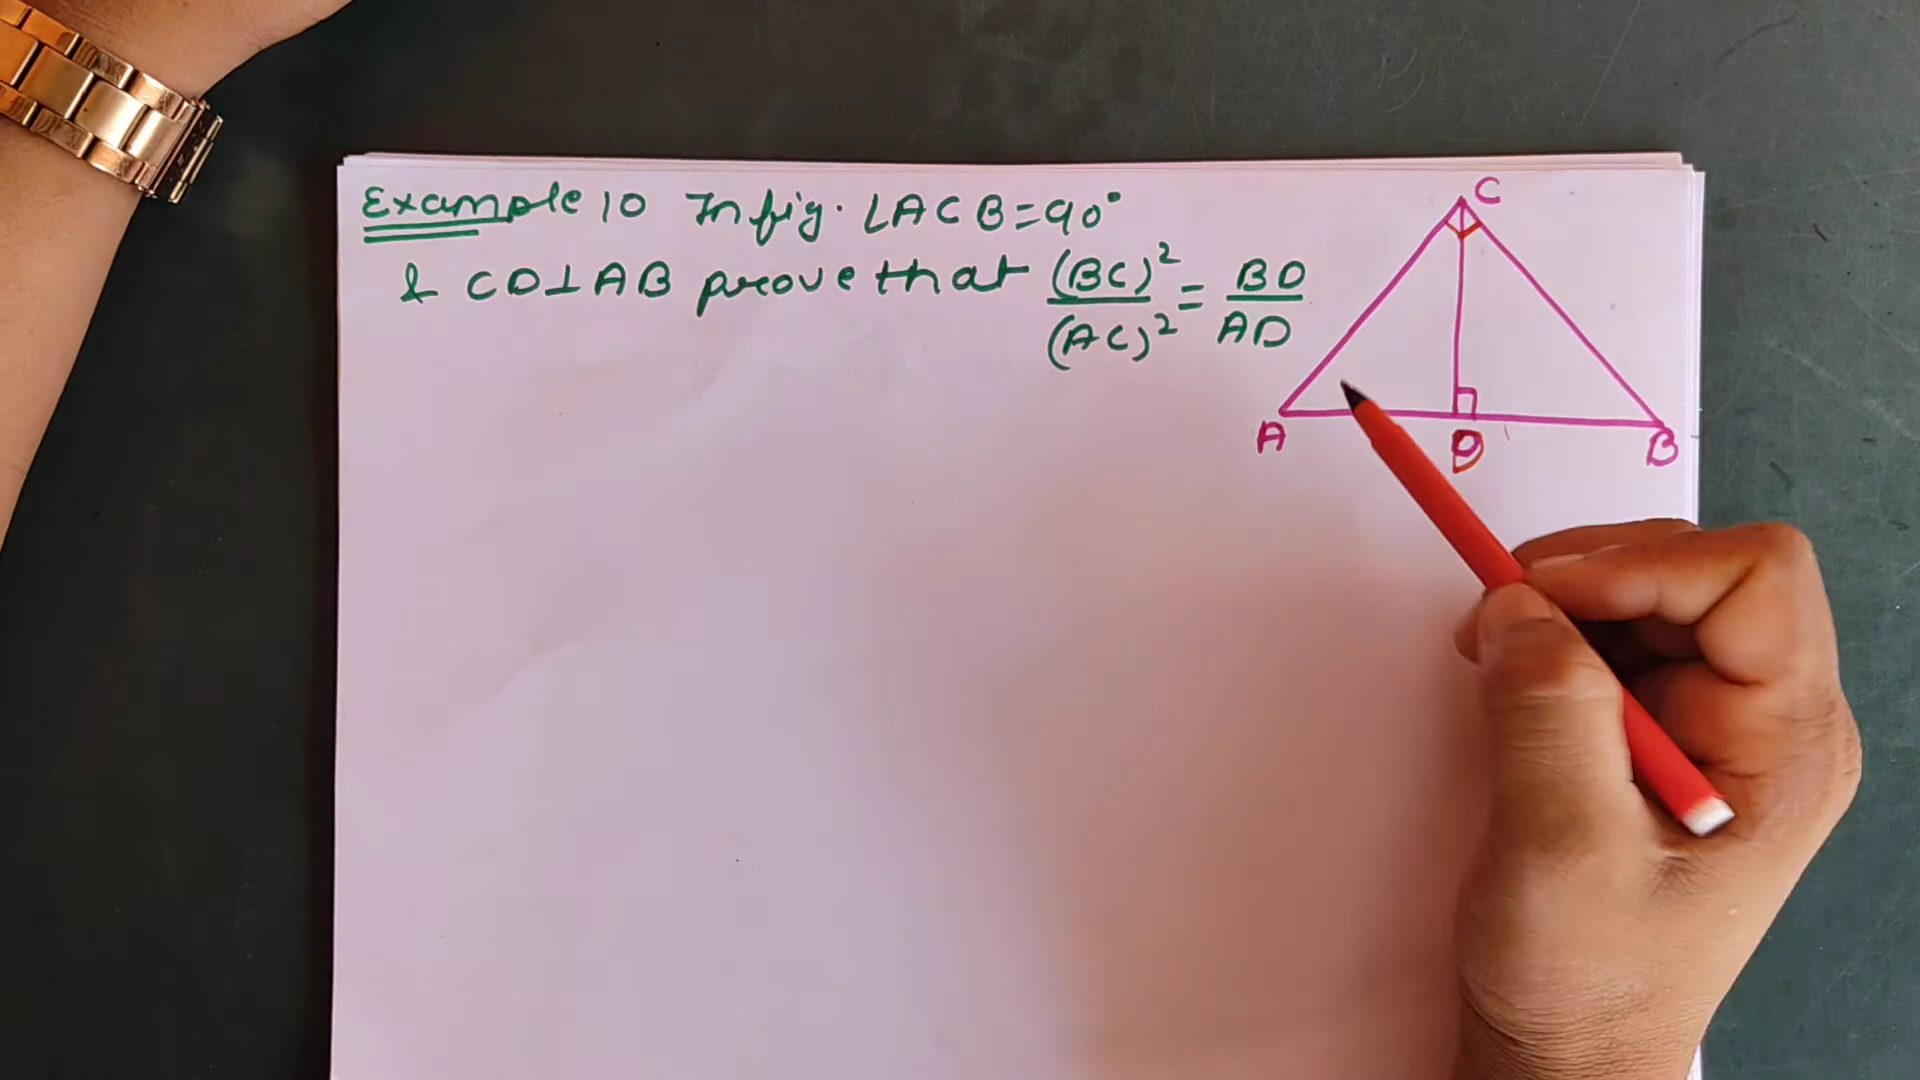 Example 10 In fig. ∠ACB=90°
& CD⊥AB prove that (BC)²/(AC)² = BD/AD
C
A
D
B